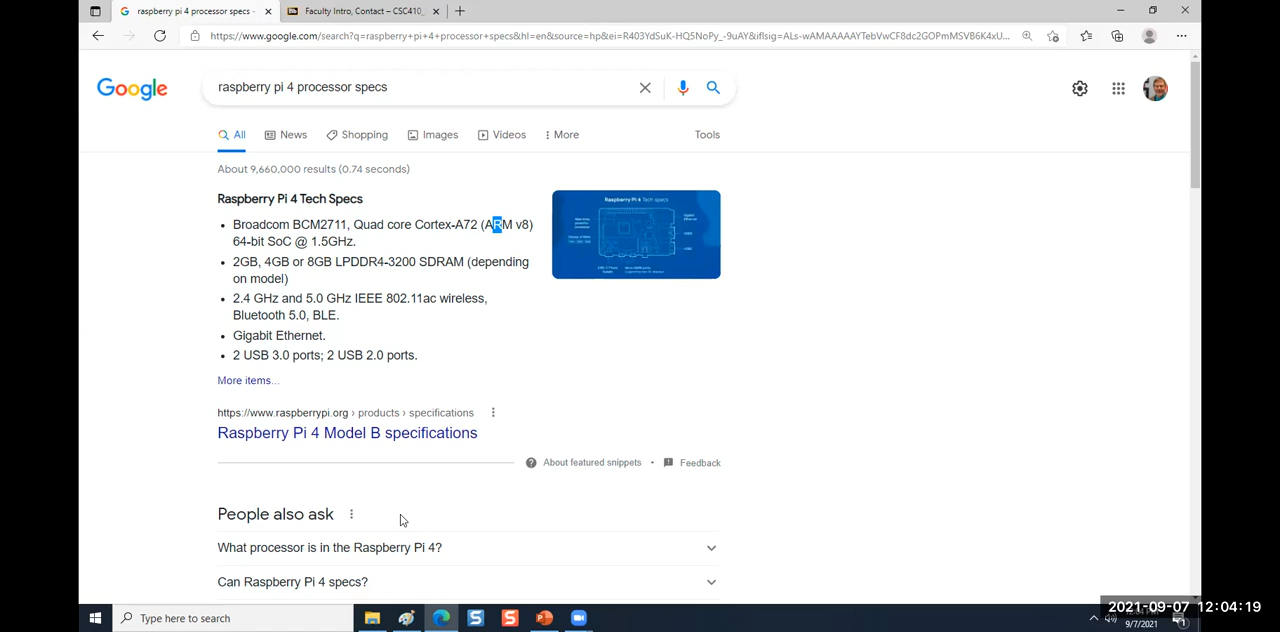 raspberry pi 4 processor specs -
Faculty Intro, Contact – CSC410_
https://www.google.com/search?q=raspberry+pi+4+processor+specs&hl=en&source=hp&ei=R403YdSuK-HQ5NoPy_-9uAY&iflsig=ALs-wAMAAAAAYTebVwCF8dc2GOPmMSVB6K4xU...
Google
raspberry pi 4 processor specs
All
News
Shopping
Images
Videos
More
Tools
About 9,660,000 results (0.74 seconds)
Raspberry Pi 4 Tech Specs
• Broadcom BCM2711, Quad core Cortex-A72 (ARM v8)
64-bit SoC @ 1.5GHz.
• 2GB, 4GB or 8GB LPDDR4-3200 SDRAM (depending
on model)
• 2.4 GHz and 5.0 GHz IEEE 802.11ac wireless,
Bluetooth 5.0, BLE.
• Gigabit Ethernet.
• 2 USB 3.0 ports; 2 USB 2.0 ports.
More items...
Raspberry Pi 4 Tech specs
https://www.raspberrypi.org › products › specifications
Raspberry Pi 4 Model B specifications
About featured snippets • Feedback
People also ask
What processor is in the Raspberry Pi 4?
Can Raspberry Pi 4 specs?
Type here to search
2021-09-07 12:04:19
9/7/2021